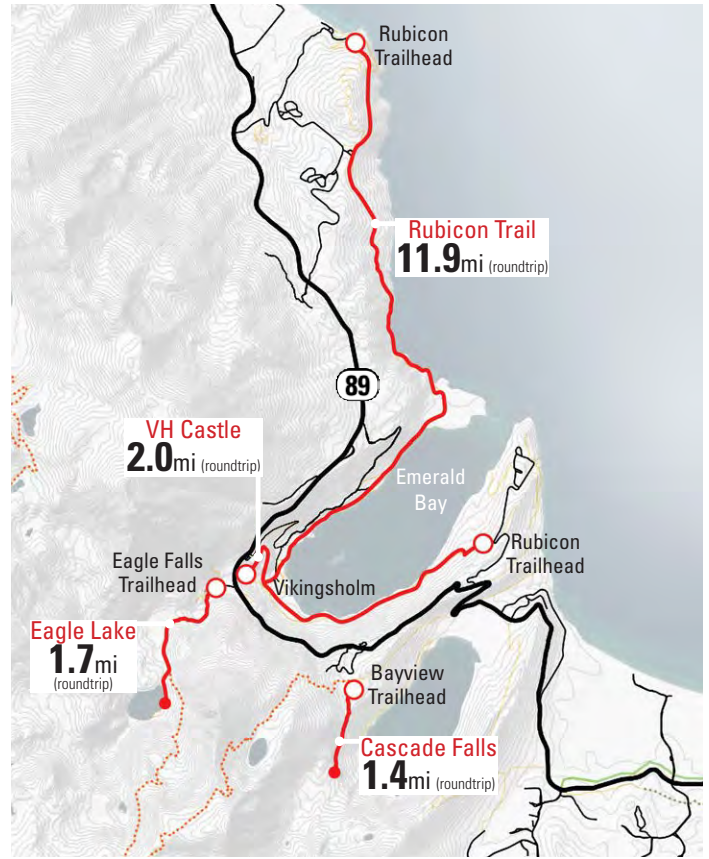 Rubicon
Trailhead
Rubicon Trail
11.9mi (roundtrip)
89
VH Castle
2.0mi (roundtrip)
Emerald
Bay
Eagle Falls
Trailhead
Vikingsholm
Rubicon
Trailhead
Eagle Lake
1.7mi
(roundtrip)
Bayview
Trailhead
Cascade Falls
1.4mi (roundtrip)